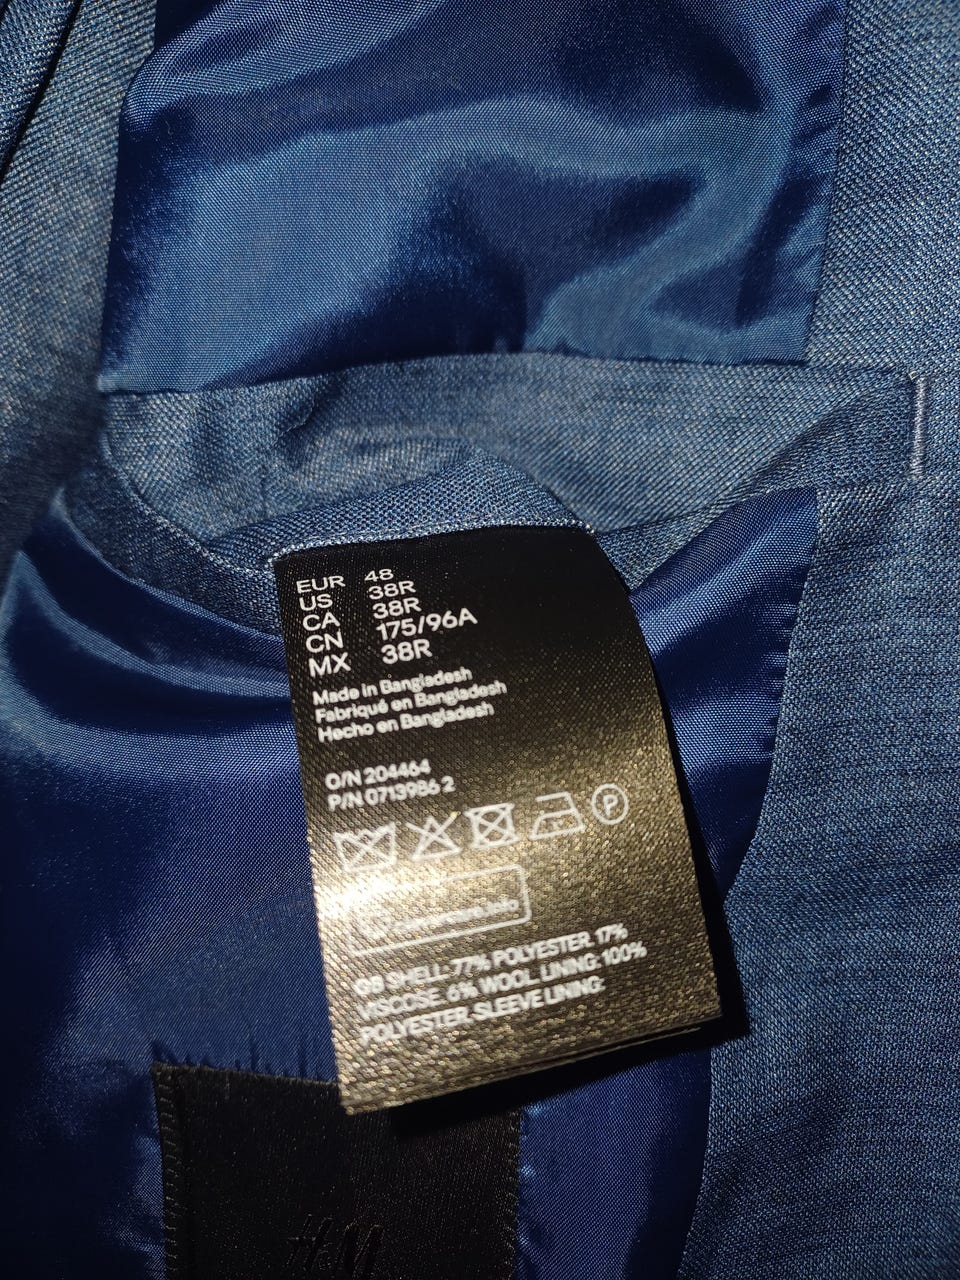 EUR 48
US 38R
CA 38R
CN 175/96A
MX 38R
Made in Bangladesh
Fabriqué en Bangladesh
Hecho en Bangladesh
O/N 204464
P/N 0713986 2
P
GB SHELL: 77% POLYESTER. 17%
VISCOSE. 6% WOOL. LINING: 100%
POLYESTER. SLEEVE LINING:
H&M